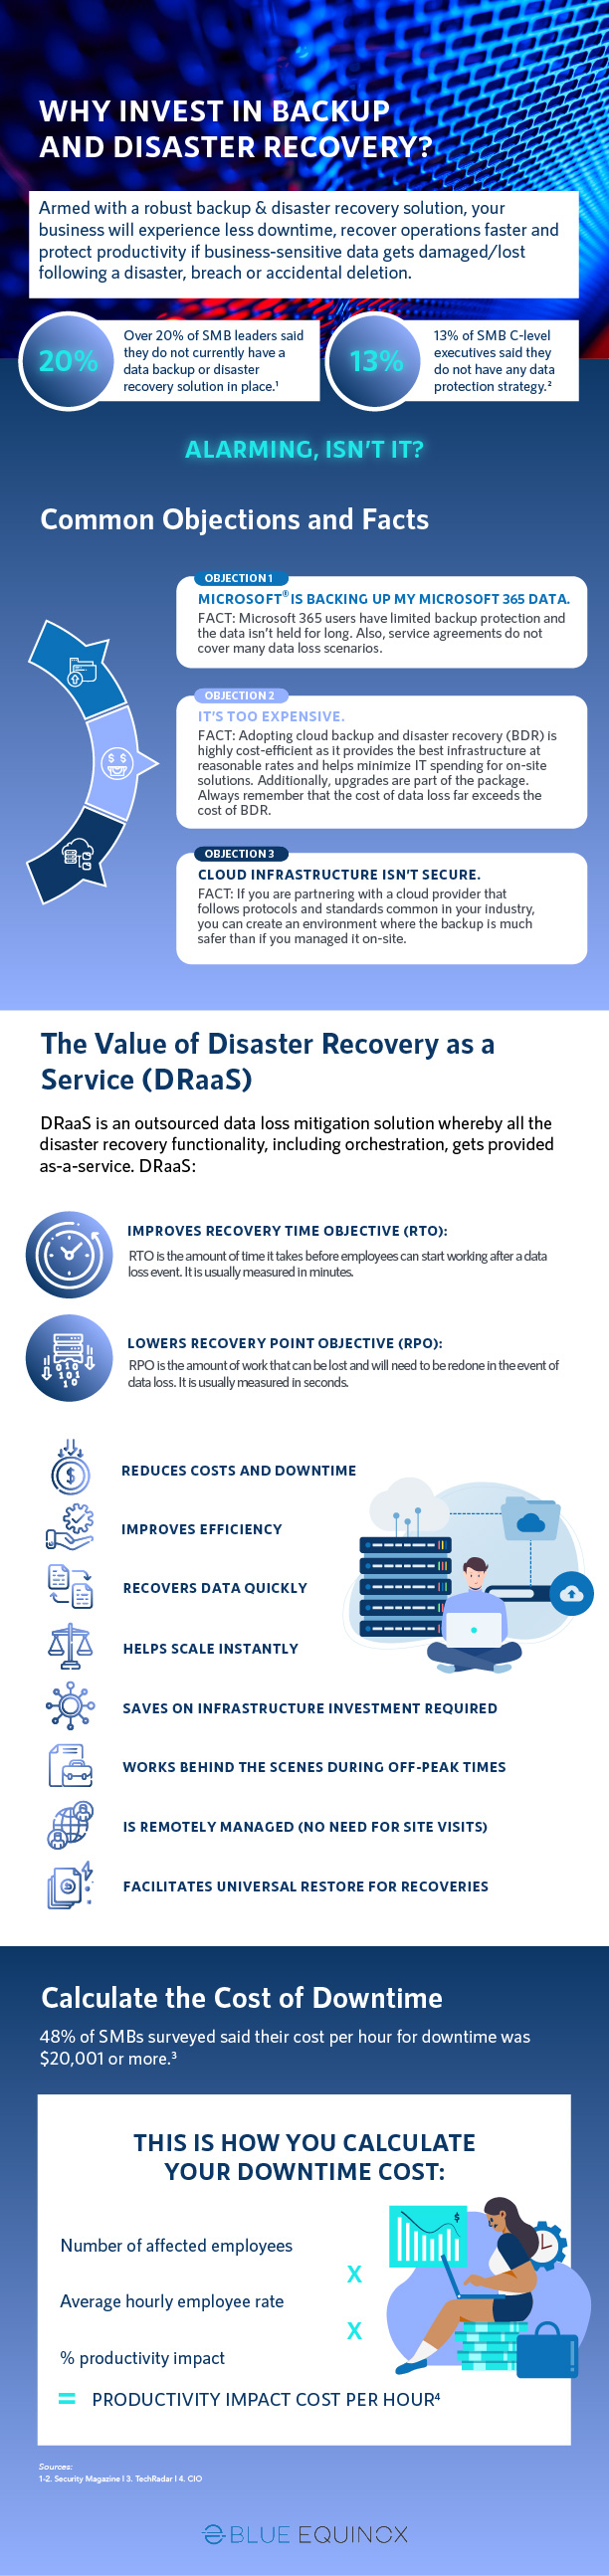 WHY INVEST IN BACKUP
AND DISASTER RECOVERY?
Armed with a robust backup & disaster recovery solution, your
business will experience less downtime, recover operations faster and
protect productivity if business-sensitive data gets damaged/lost
following a disaster, breach or accidental deletion.
20%
Over 20% of SMB leaders said
they do not currently have a
data backup or disaster
recovery solution in place.¹
13%
13% of SMB C-level
executives said they
do not have any data
protection strategy.²
ALARMING, ISN'T IT?
Common Objections and Facts
OBJECTION 1
MICROSOFT® IS BACKING UP MY MICROSOFT 365 DATA.
FACT: Microsoft 365 users have limited backup protection and
the data isn't held for long. Also, service agreements do not
cover many data loss scenarios.
OBJECTION 2
IT'S TOO EXPENSIVE.
FACT: Adopting cloud backup and disaster recovery (BDR) is
highly cost-efficient as it provides the best infrastructure at
reasonable rates and helps minimize IT spending for on-site
solutions. Additionally, upgrades are part of the package.
Always remember that the cost of data loss far exceeds the
cost of BDR.
$ $
OBJECTION 3
CLOUD INFRASTRUCTURE ISN'T SECURE.
FACT: If you are partnering with a cloud provider that
follows protocols and standards common in your industry,
you can create an environment where the backup is much
safer than if you managed it on-site.
The Value of Disaster Recovery as a
Service (DRaaS)
DRaaS is an outsourced data loss mitigation solution whereby all the
disaster recovery functionality, including orchestration, gets provided
as-a-service. DRaaS:
IMPROVES RECOVERY TIME OBJECTIVE (RTO):
RTO is the amount of time it takes before employees can start working after a data
loss event. It is usually measured in minutes.
LOWERS RECOVERY POINT OBJECTIVE (RPO):
RPO is the amount of work that can be lost and will need to be redone in the event of
data loss. It is usually measured in seconds.
010
10
1 0
$
REDUCES COSTS AND DOWNTIME
IMPROVES EFFICIENCY
RECOVERS DATA QUICKLY
HELPS SCALE INSTANTLY
SAVES ON INFRASTRUCTURE INVESTMENT REQUIRED
WORKS BEHIND THE SCENES DURING OFF-PEAK TIMES
IS REMOTELY MANAGED (NO NEED FOR SITE VISITS)
FACILITATES UNIVERSAL RESTORE FOR RECOVERIES
Calculate the Cost of Downtime
48% of SMBs surveyed said their cost per hour for downtime was
$20,001 or more.³
THIS IS HOW YOU CALCULATE
YOUR DOWNTIME COST:
$
Number of affected employees
X
Average hourly employee rate
X
% productivity impact
= PRODUCTIVITY IMPACT COST PER HOUR⁴
Sources:
1-2. Security Magazine I 3. TechRadar I 4. CIO
BLUE EQUINOX